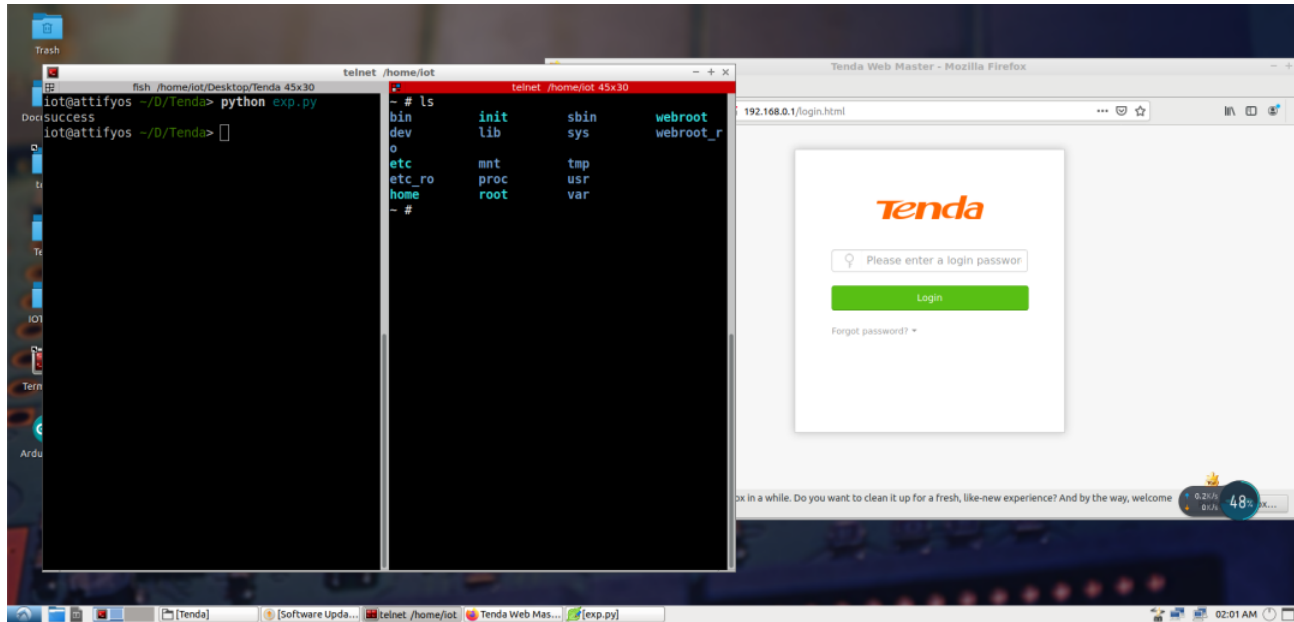 Trash
telnet /home/iot
fish /home/iot/Desktop/Tenda 45x30
iot@attifyos ~/D/Tenda> python exp.py
success
iot@attifyos ~/D/Tenda>
telnet /home/iot 45x30
~ # ls
bin init sbin webroot
dev lib sys webroot_r
o
etc mnt tmp
etc_ro proc usr
home root var
~ #
Tenda Web Master - Mozilla Firefox
192.168.0.1/login.html
Tenda
Please enter a login passwor
Login
Forgot password?
in a while. Do you want to clean it up for a fresh, like-new experience? And by the way, welcome
0.2K/s
0K/s
48%
x...
Docu
Te
IOT
Term
Ardu
[Tenda]
[Software Upda...
telnet /home/iot
Tenda Web Mas...
[exp.py]
02:01 AM